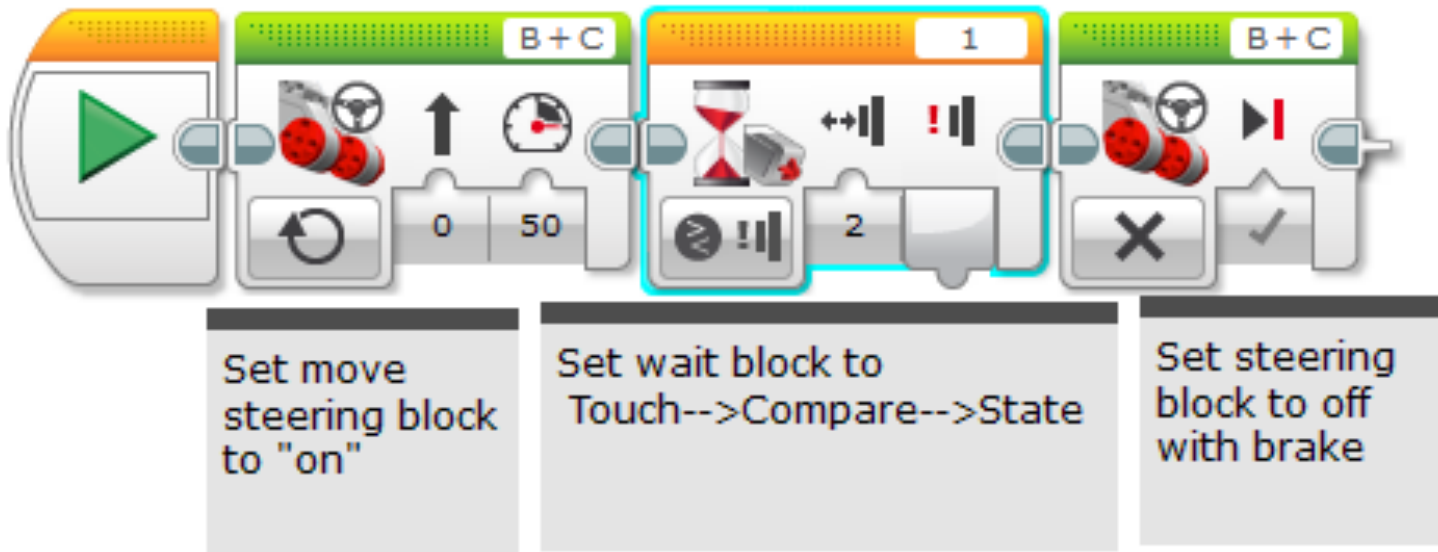 B + C
1
B + C
0
50
2
Set move
steering block
to "on"
Set wait block to
Touch-->Compare-->State
Set steering
block to off
with brake